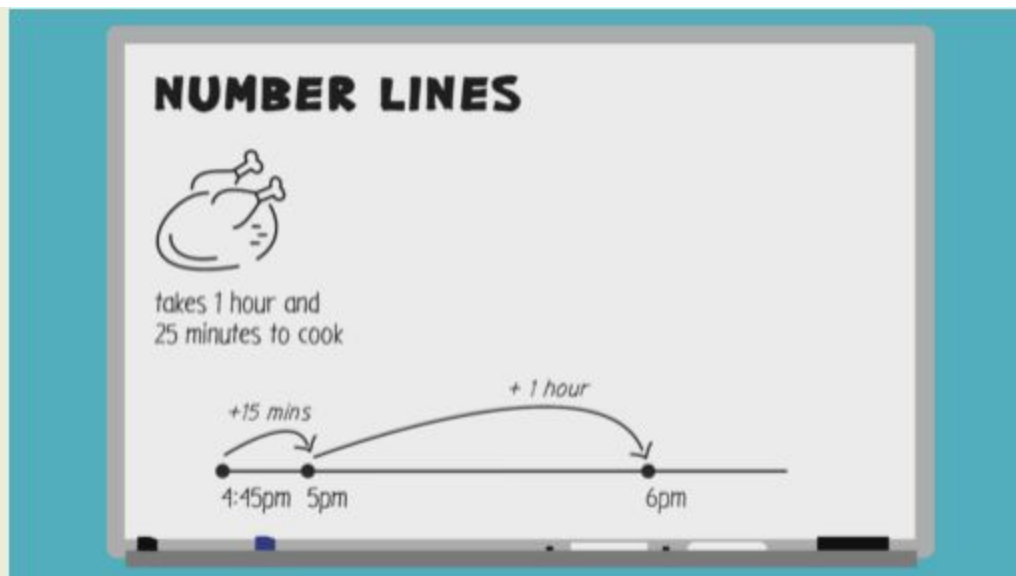 NUMBER LINES
takes 1 hour and
25 minutes to cook
+ 1 hour
+15 mins
4:45pm 5pm 6pm